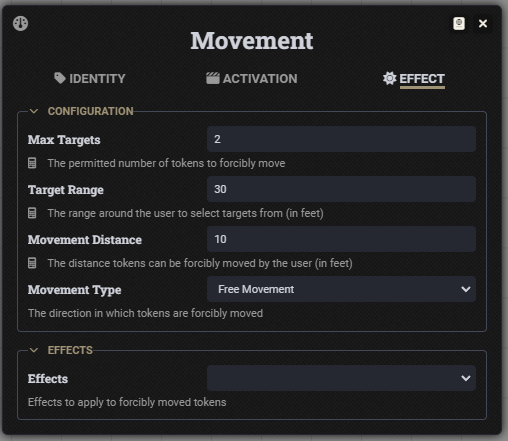 Movement
IDENTITY
ACTIVATION
EFFECT
CONFIGURATION
Max Targets
2
The permitted number of tokens to forcibly move
Target Range
30
The range around the user to select targets from (in feet)
Movement Distance
10
The distance tokens can be forcibly moved by the user (in feet)
Movement Type
Free Movement
The direction in which tokens are forcibly moved
EFFECTS
Effects
Effects to apply to forcibly moved tokens